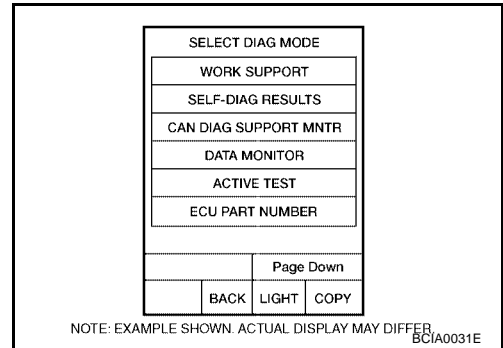 SELECT DIAG MODE
WORK SUPPORT
SELF-DIAG RESULTS
CAN DIAG SUPPORT MNTR
DATA MONITOR
ACTIVE TEST
ECU PART NUMBER
Page Down
BACK LIGHT COPY
NOTE: EXAMPLE SHOWN. ACTUAL DISPLAY MAY DIFFER.
BCIA0031E